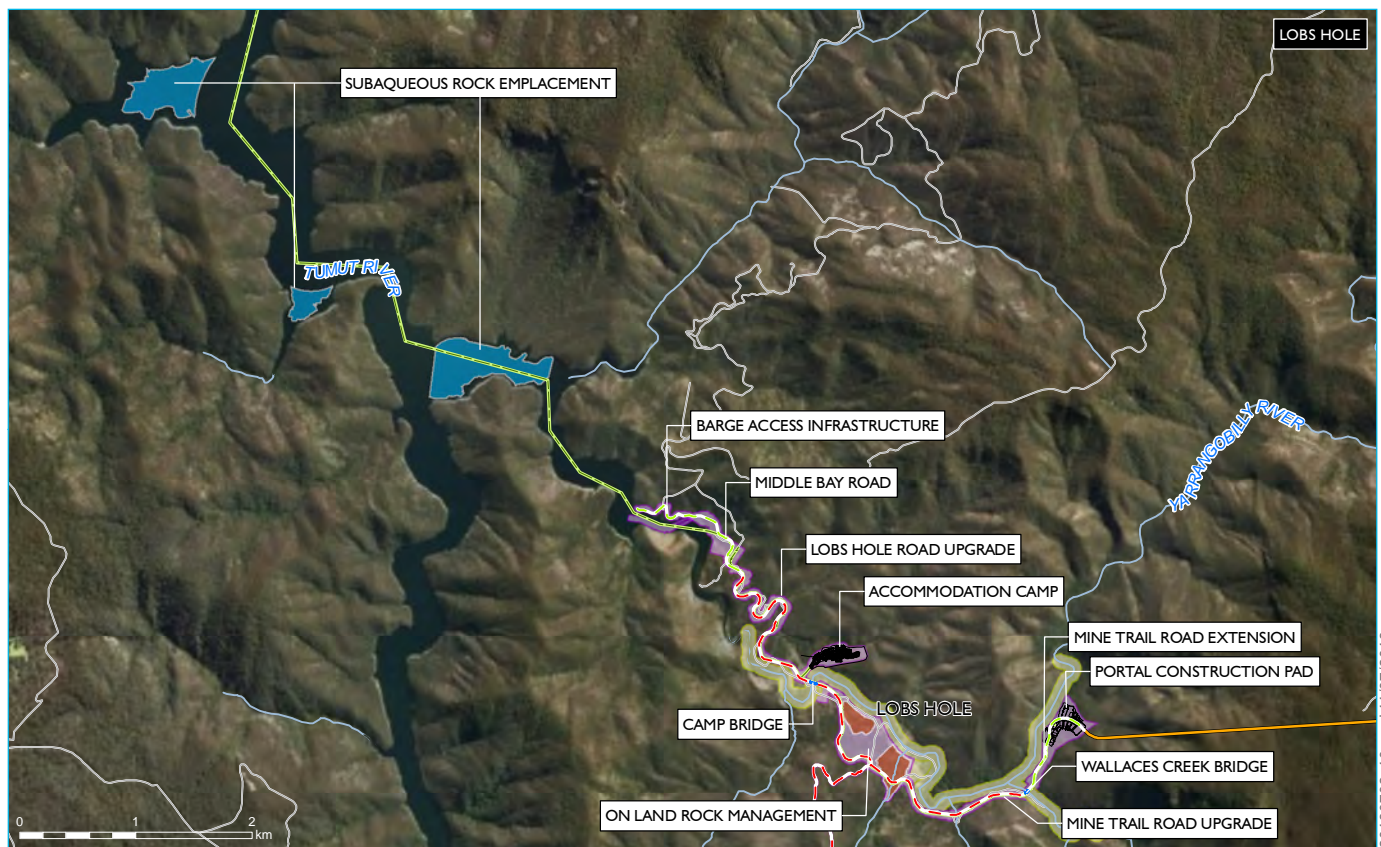 LOBS HOLE
SUBAQUEOUS ROCK EMPLACEMENT
TUMUT RIVER
BARGE ACCESS INFRASTRUCTURE
YARRANGOBILLY RIVER
MIDDLE BAY ROAD
LOBS HOLE ROAD UPGRADE
ACCOMMODATION CAMP
MINE TRAIL ROAD EXTENSION
PORTAL CONSTRUCTION PAD
LOBS HOLE
CAMP BRIDGE
WALLACES CREEK BRIDGE
ON LAND ROCK MANAGEMENT
MINE TRAIL ROAD UPGRADE
0 1 2
km